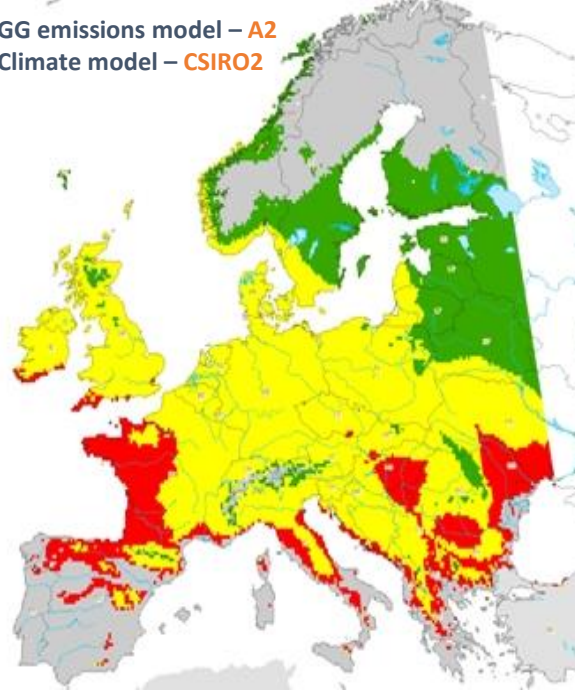 GG emissions model – A2
Climate model – CSIRO2